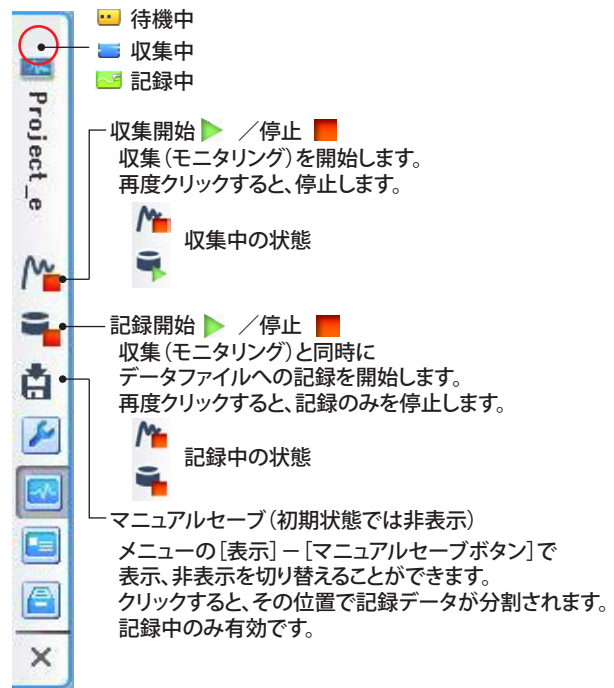 待機中
収集中
記録中
Project_e
収集開始 ／停止
収集（モニタリング）を開始します。
再度クリックすると、停止します。
収集中の状態
記録開始 ／停止
収集（モニタリング）と同時に
データファイルへの記録を開始します。
再度クリックすると、記録のみを停止します。
記録中の状態
マニュアルセーブ（初期状態では非表示）
メニューの［表示］－［マニュアルセーブボタン］で
表示、非表示を切り替えることができます。
クリックすると、その位置で記録データが分割されます。
記録中のみ有効です。